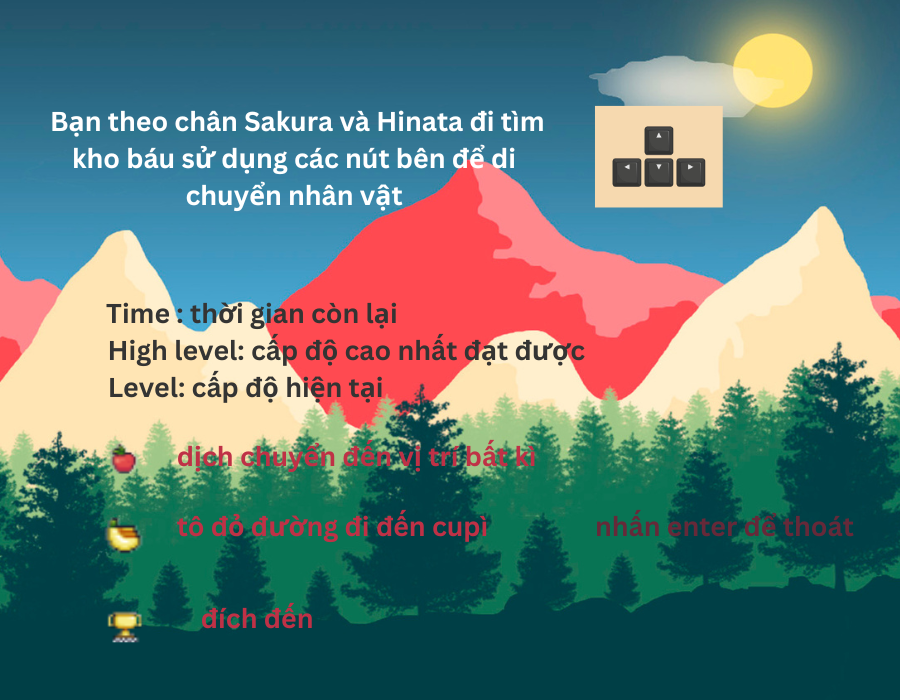 Bạn theo chân Sakura và Hinata đi tìm
kho báu sử dụng các nút bên để di
chuyển nhân vật
Time : thời gian còn lại
High level: cấp độ cao nhất đạt được
Level: cấp độ hiện tại
dịch chuyển đến vị trí bất kì
tô đỏ đường đi đến cupì
nhấn enter để thoát
đích đến